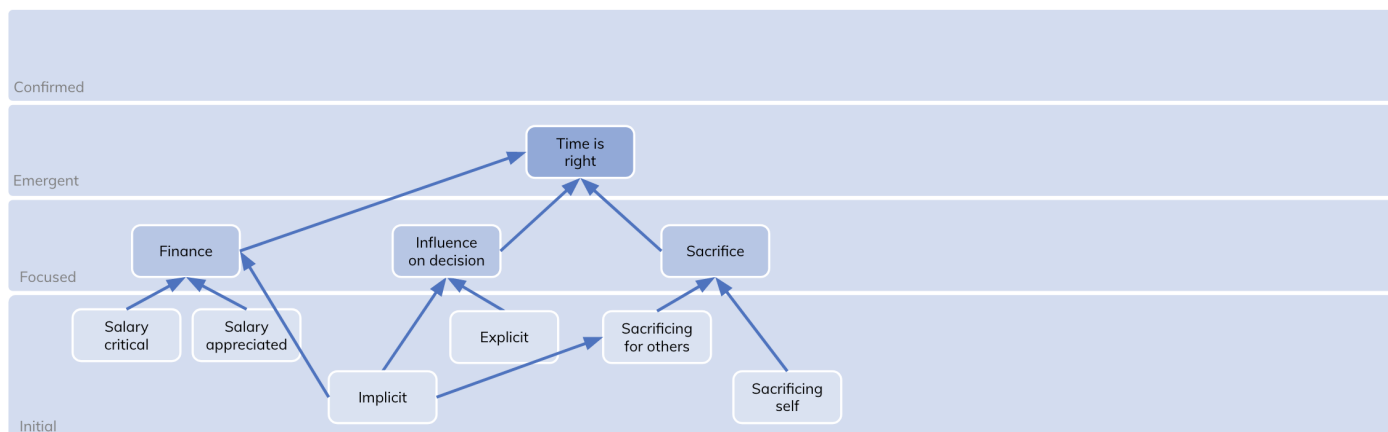 Confirmed
Time is
right
Emergent
Finance
Influence
on decision
Sacrifice
Focused
Salary
critical
Salary
appreciated
Explicit
Sacrificing
for others
Implicit
Sacrificing
self
Initial